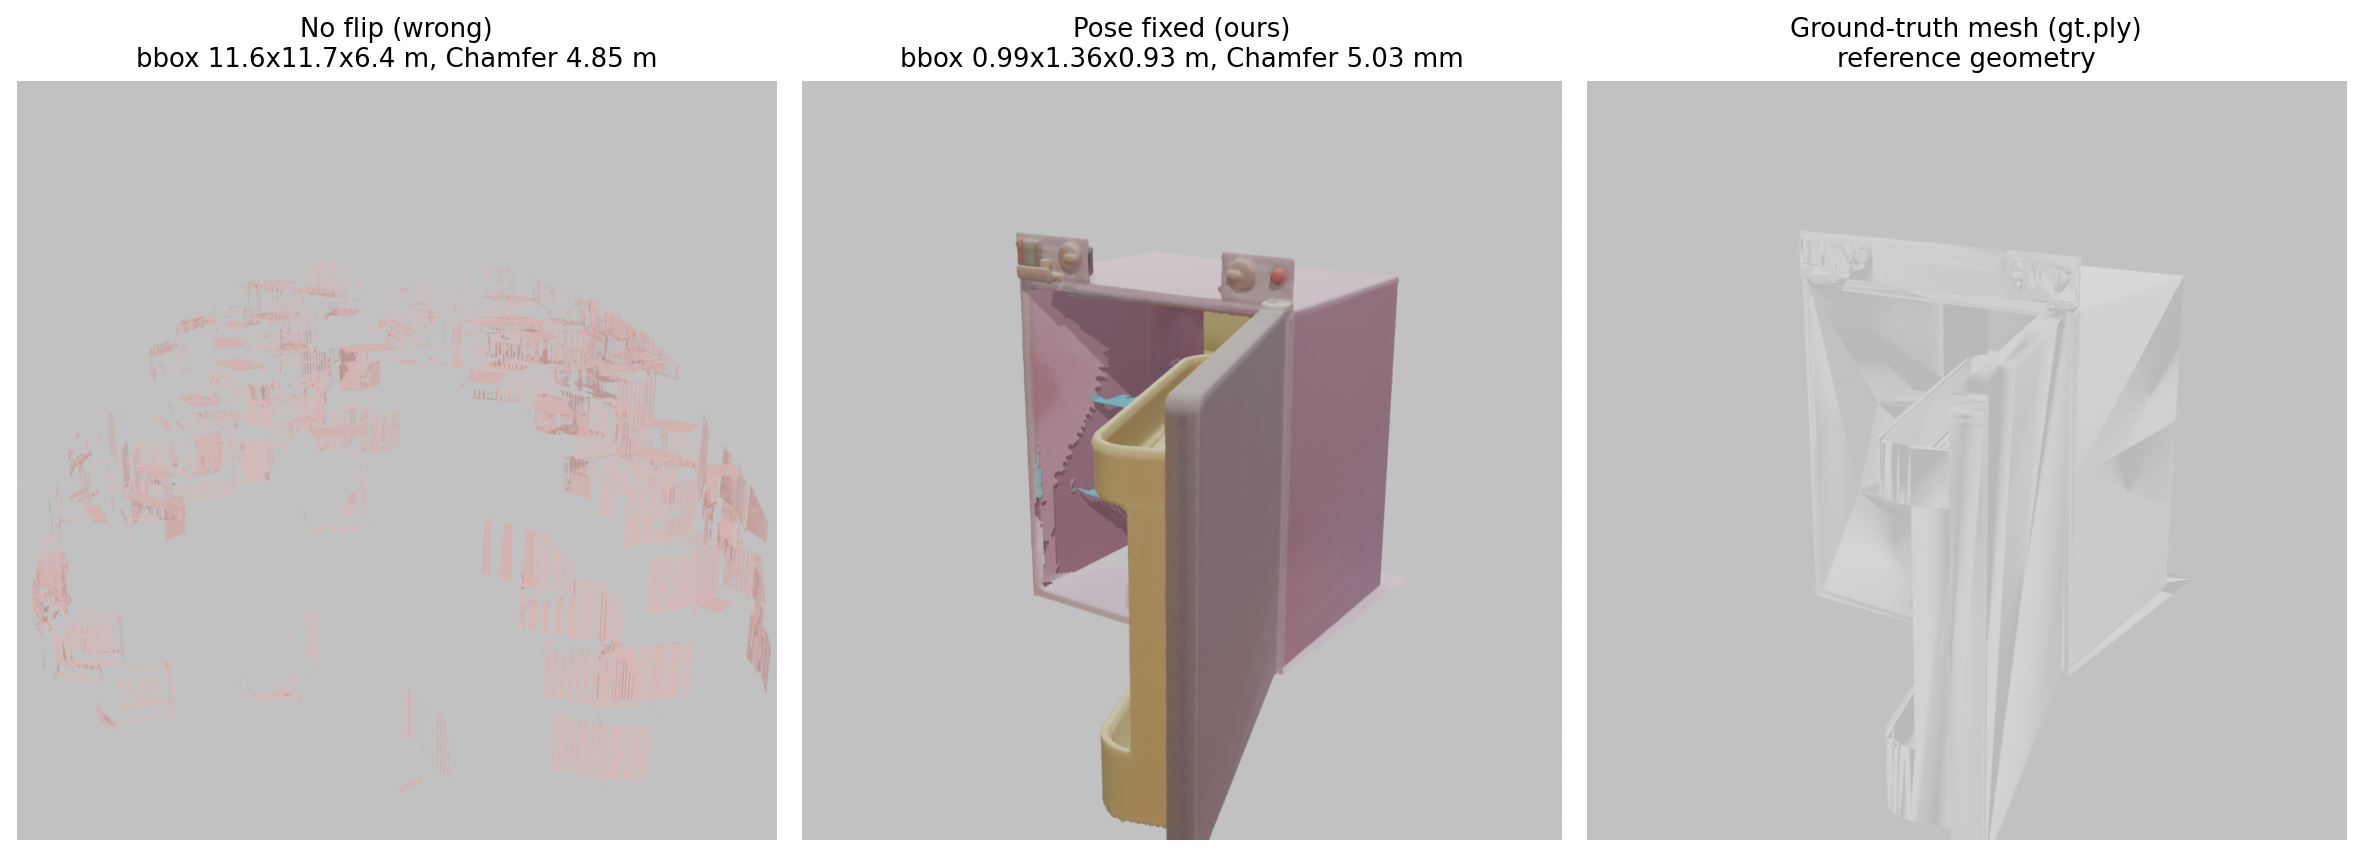 No flip (wrong)
bbox 11.6x11.7x6.4 m, Chamfer 4.85 m
Pose fixed (ours)
bbox 0.99x1.36x0.93 m, Chamfer 5.03 mm
Ground-truth mesh (gt.ply)
reference geometry